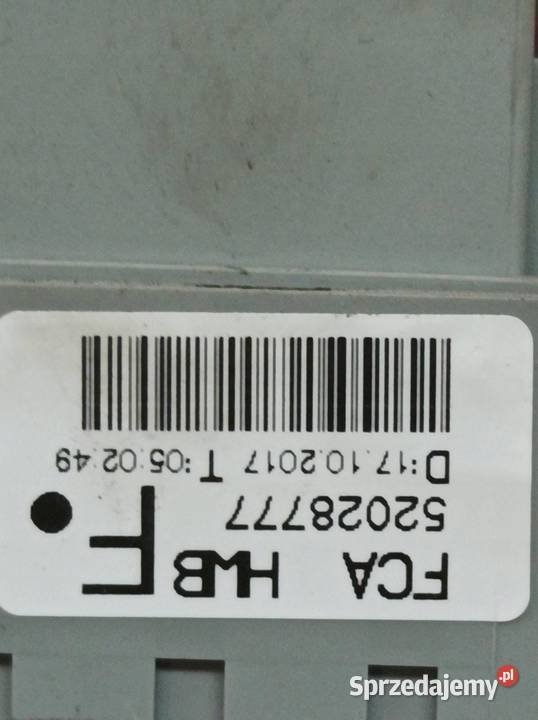 FCA HWB F.
52028777
D:17.10.2017 T:05:02:49
Sprzedajemy.pl